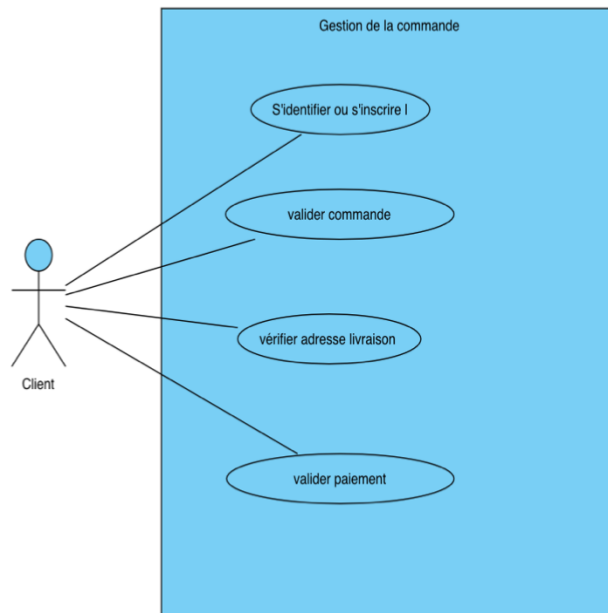 Gestion de la commande
S'identifier ou s'inscrire l
valider commande
vérifier adresse livraison
Client
valider paiement